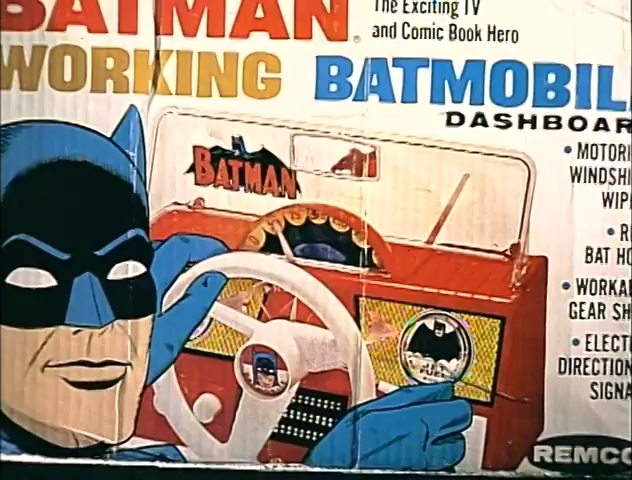 BATMAN
The Exciting TV
and Comic Book Hero
WORKING BATMOBIL
DASHBOAR
BATMAN
• MOTORI
WINDSHI
WIP
• R
BAT HO
• WORKA
GEAR SH
• ELECT
DIRECTION
SIGNA
REMCO